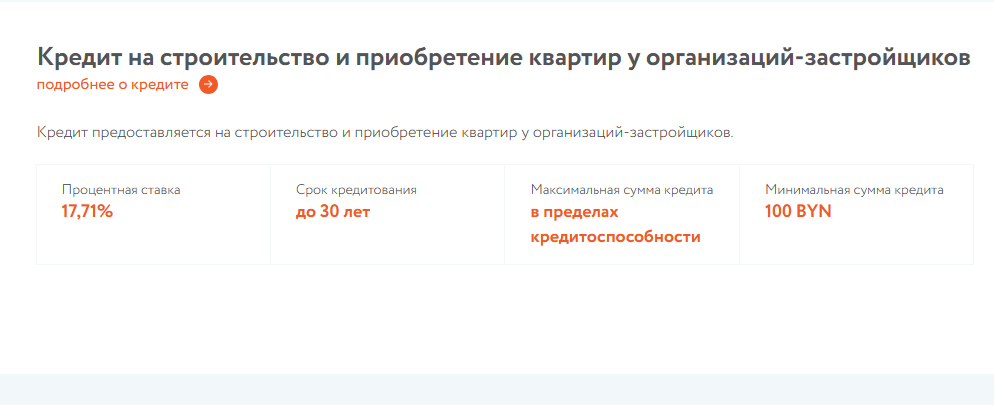 Кредит на строительство и приобретение квартир у организаций-застройщиков
подробнее о кредите
Кредит предоставляется на строительство и приобретение квартир у организаций-застройщиков.
Процентная ставка
17,71%
Срок кредитования
до 30 лет
Максимальная сумма кредита
в пределах
кредитоспособности
Минимальная сумма кредита
100 BYN